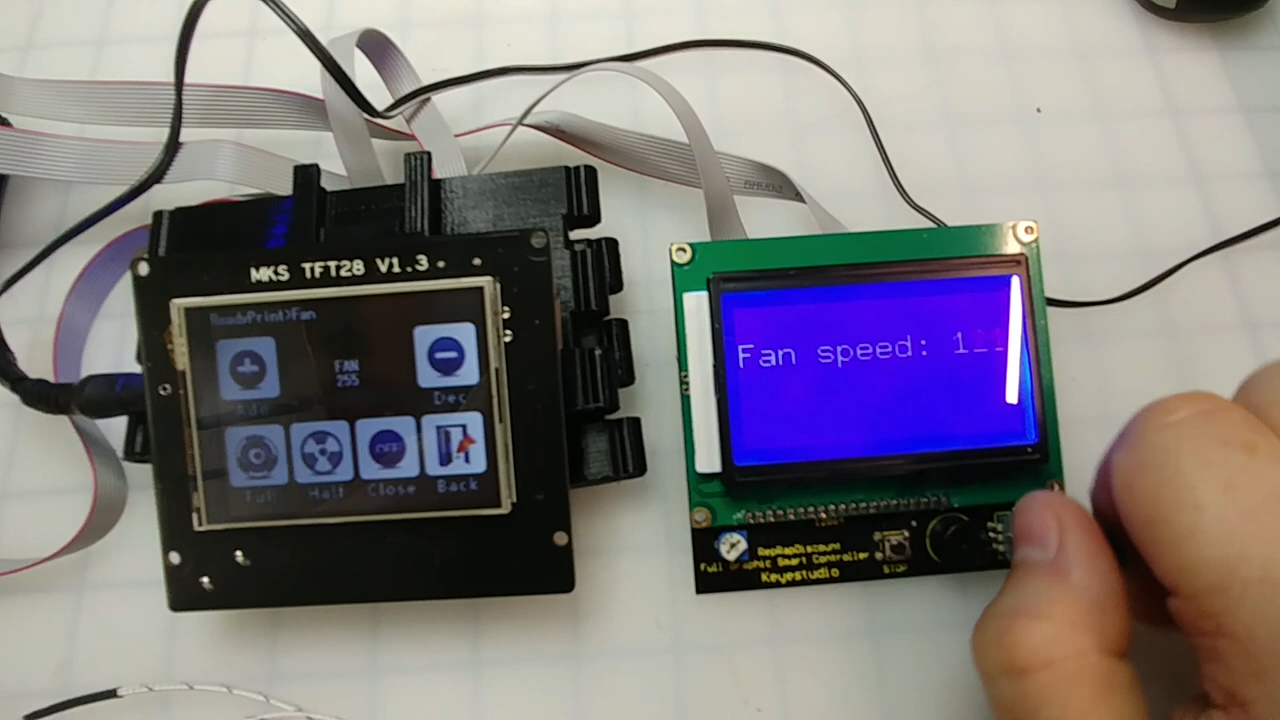 MKS TFT28 V1.3
ReadyPrint>Fan
FAN
255
Add
Dec
Full
Half
OFF
Close
Back
Fan speed:
RepRapDiscount
Full Graphic Smart Controller
Keyestudio
STOP